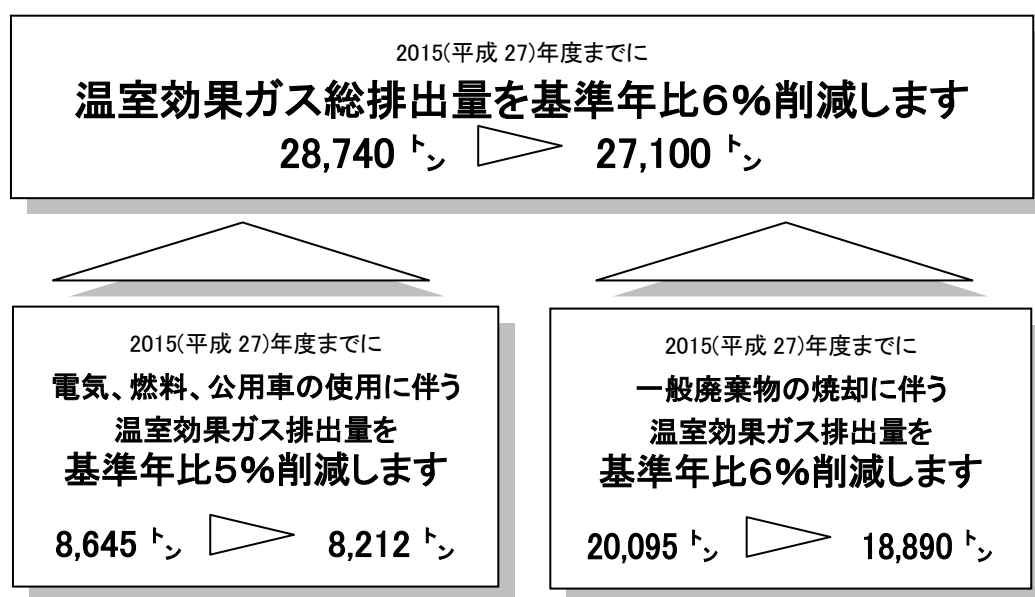 2015(平成 27)年度までに
温室効果ガス総排出量を基準年比６％削減します
28,740 トン 27,100 トン
2015(平成 27)年度までに
電気、燃料、公用車の使用に伴う
温室効果ガス排出量を
基準年比５％削減します
8,645 トン 8,212 トン
2015(平成 27)年度までに
一般廃棄物の焼却に伴う
温室効果ガス排出量を
基準年比６％削減します
20,095 トン 18,890 トン